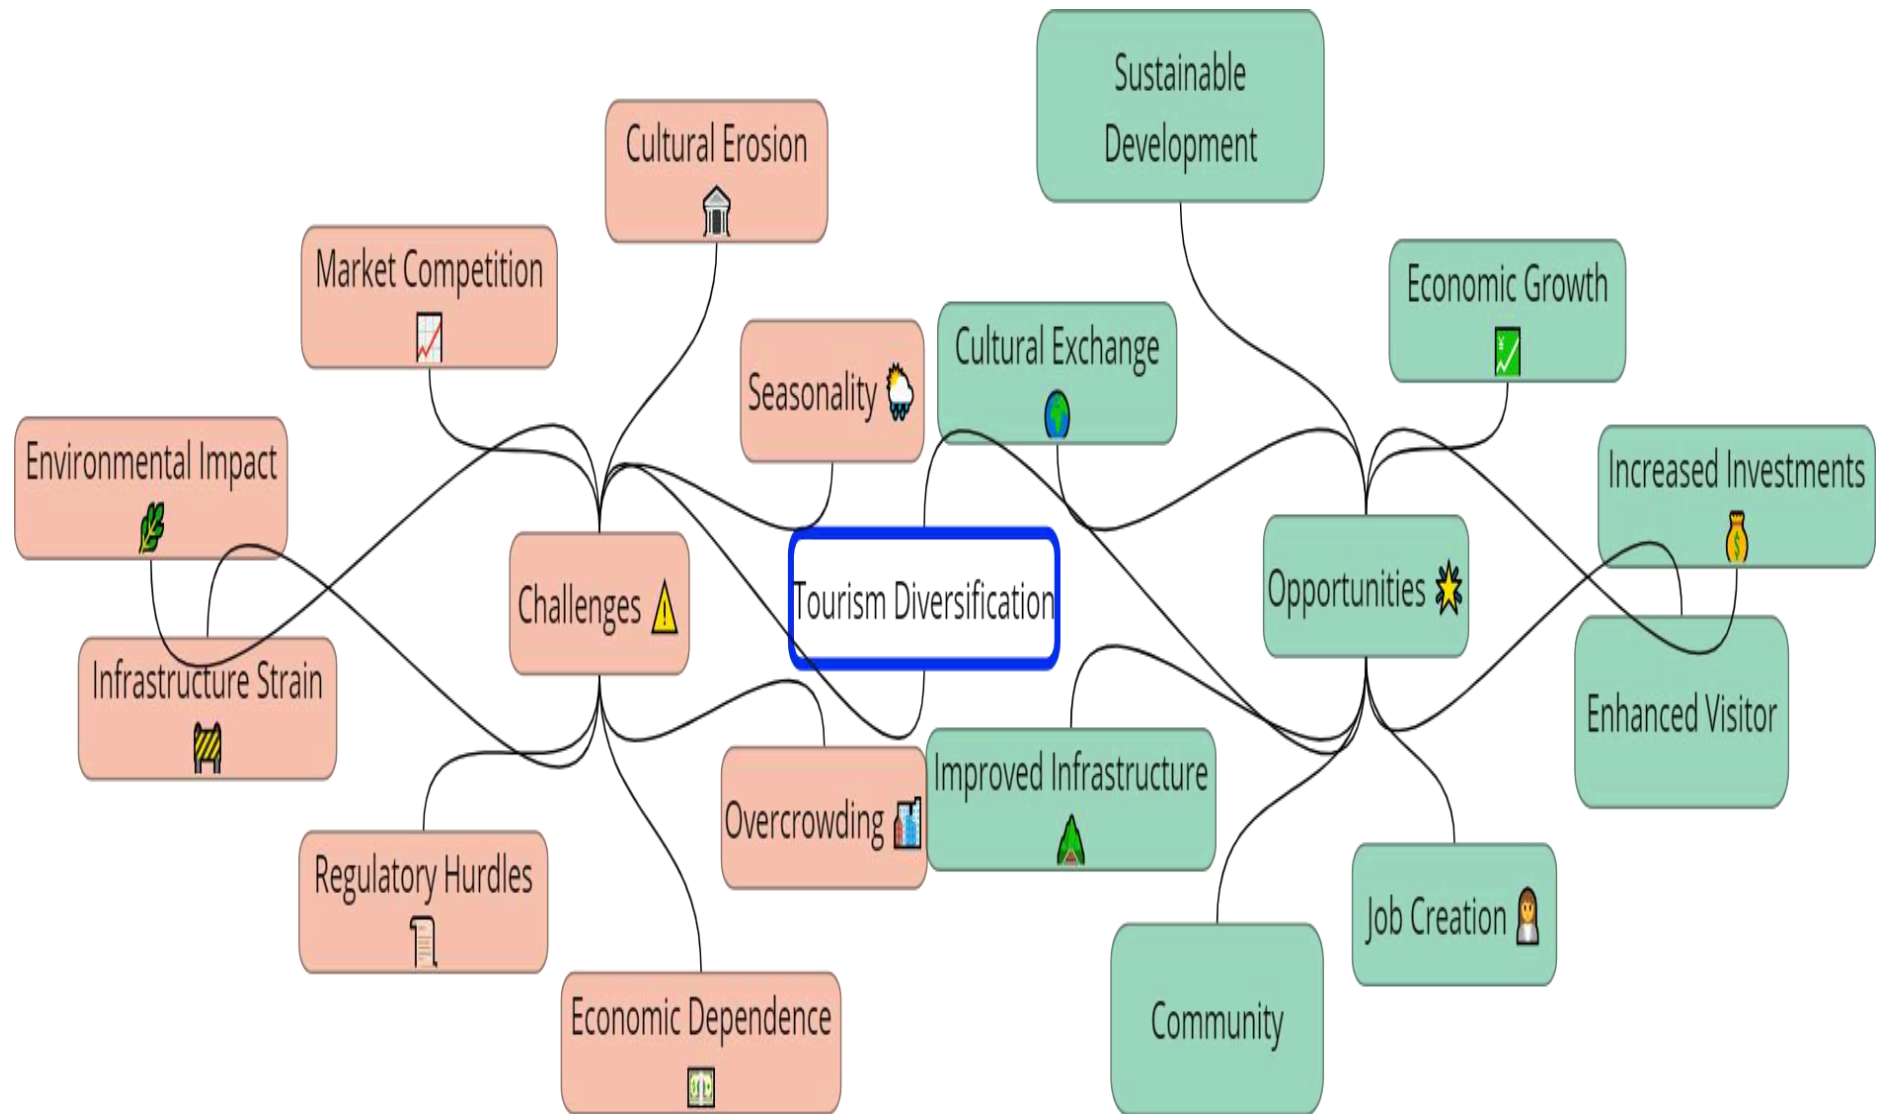 Sustainable
Development
Cultural Erosion
Market Competition
Economic Growth
Cultural Exchange
Seasonality
Environmental Impact
Increased Investments
Challenges
Tourism Diversification
Opportunities
Infrastructure Strain
Enhanced Visitor
Improved Infrastructure
Overcrowding
Regulatory Hurdles
Job Creation
Economic Dependence
Community